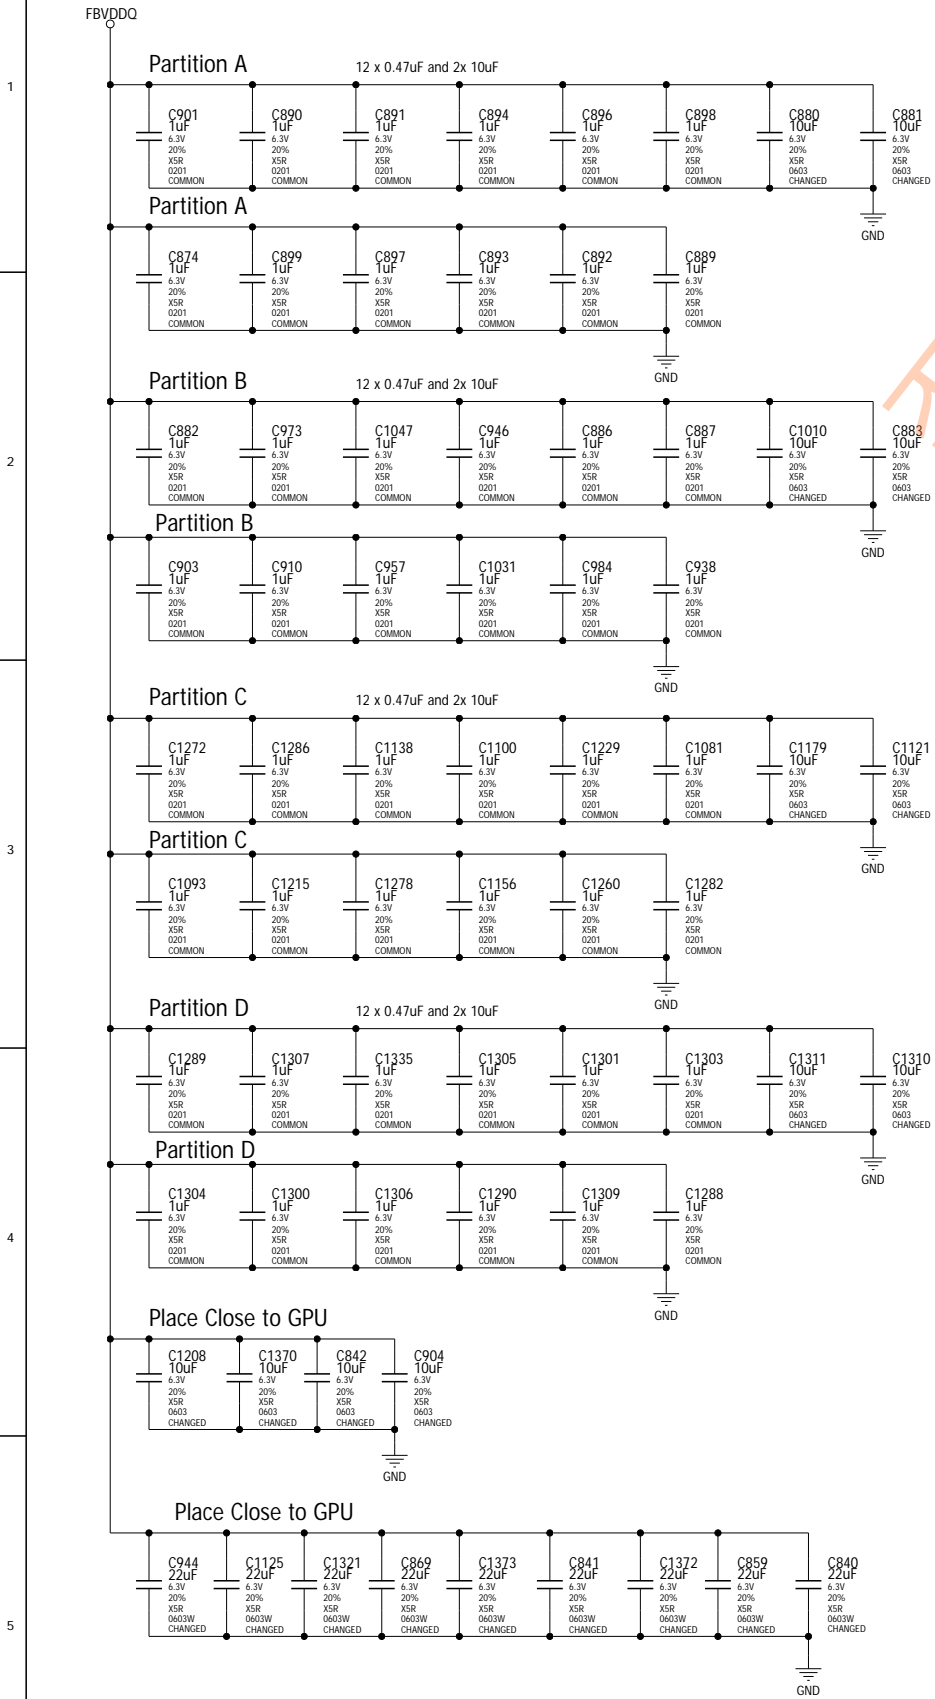 FBVDDQ
Partition A 12 x 0.47uF and 2x 10uF
1
C901 C890 C891 C894 C896 C898 C880 C881
1uF 1uF 1uF 1uF 1uF 1uF 10uF 10uF
6.3V 6.3V 6.3V 6.3V 6.3V 6.3V 6.3V 6.3V
20% 20% 20% 20% 20% 20% 20% 20%
X5R X5R X5R X5R X5R X5R X5R X5R
0201 0201 0201 0201 0201 0201 0603 0603
COMMON COMMON COMMON COMMON COMMON COMMON CHANGED CHANGED
Partition A
GND
C874 C899 C897 C893 C892 C889
1uF 1uF 1uF 1uF 1uF 1uF
6.3V 6.3V 6.3V 6.3V 6.3V 6.3V
20% 20% 20% 20% 20% 20%
X5R X5R X5R X5R X5R X5R
0201 0201 0201 0201 0201 0201
COMMON COMMON COMMON COMMON COMMON COMMON
GND
Partition B 12 x 0.47uF and 2x 10uF
C882 C973 C1047 C946 C886 C887 C1010 C883
1uF 1uF 1uF 1uF 1uF 1uF 10uF 10uF
6.3V 6.3V 6.3V 6.3V 6.3V 6.3V 6.3V 6.3V
2
20% 20% 20% 20% 20% 20% 20% 20%
X5R X5R X5R X5R X5R X5R X5R X5R
0201 0201 0201 0201 0201 0201 0603 0603
COMMON COMMON COMMON COMMON COMMON COMMON CHANGED CHANGED
Partition B
GND
C903 C910 C957 C1031 C984 C938
1uF 1uF 1uF 1uF 1uF 1uF
6.3V 6.3V 6.3V 6.3V 6.3V 6.3V
20% 20% 20% 20% 20% 20%
X5R X5R X5R X5R X5R X5R
0201 0201 0201 0201 0201 0201
COMMON COMMON COMMON COMMON COMMON COMMON
GND
Partition C 12 x 0.47uF and 2x 10uF
C1272 C1286 C1138 C1100 C1229 C1081 C1179 C1121
1uF 1uF 1uF 1uF 1uF 1uF 10uF 10uF
6.3V 6.3V 6.3V 6.3V 6.3V 6.3V 6.3V 6.3V
20% 20% 20% 20% 20% 20% 20% 20%
X5R X5R X5R X5R X5R X5R X5R X5R
0201 0201 0201 0201 0201 0201 0603 0603
COMMON COMMON COMMON COMMON COMMON COMMON CHANGED CHANGED
Partition C
3
GND
C1093 C1215 C1278 C1156 C1260 C1282
1uF 1uF 1uF 1uF 1uF 1uF
6.3V 6.3V 6.3V 6.3V 6.3V 6.3V
20% 20% 20% 20% 20% 20%
X5R X5R X5R X5R X5R X5R
0201 0201 0201 0201 0201 0201
COMMON COMMON COMMON COMMON COMMON COMMON
GND
Partition D 12 x 0.47uF and 2x 10uF
C1289 C1307 C1335 C1305 C1301 C1303 C1311 C1310
1uF 1uF 1uF 1uF 1uF 1uF 10uF 10uF
6.3V 6.3V 6.3V 6.3V 6.3V 6.3V 6.3V 6.3V
20% 20% 20% 20% 20% 20% 20% 20%
X5R X5R X5R X5R X5R X5R X5R X5R
0201 0201 0201 0201 0201 0201 0603 0603
COMMON COMMON COMMON COMMON COMMON COMMON CHANGED CHANGED
Partition D
GND
C1304 C1300 C1306 C1290 C1309 C1288
1uF 1uF 1uF 1uF 1uF 1uF
6.3V 6.3V 6.3V 6.3V 6.3V 6.3V
20% 20% 20% 20% 20% 20%
4
X5R X5R X5R X5R X5R X5R
0201 0201 0201 0201 0201 0201
COMMON COMMON COMMON COMMON COMMON COMMON
GND
Place Close to GPU
C1208 C1370 C842 C904
10uF 10uF 10uF 10uF
6.3V 6.3V 6.3V 6.3V
20% 20% 20% 20%
X5R X5R X5R X5R
0603 0603 0603 0603
CHANGED CHANGED CHANGED CHANGED
GND
Place Close to GPU
C944 C1125 C1321 C869 C1373 C841 C1372 C859 C840
22uF 22uF 22uF 22uF 22uF 22uF 22uF 22uF 22uF
6.3V 6.3V 6.3V 6.3V 6.3V 6.3V 6.3V 6.3V 6.3V
20% 20% 20% 20% 20% 20% 20% 20% 20%
X5R X5R X5R X5R X5R X5R X5R X5R X5R
0603W 0603W 0603W 0603W 0603W 0603W 0603W 0603W 0603W
5
CHANGED CHANGED CHANGED CHANGED CHANGED CHANGED CHANGED CHANGED CHANGED
GND